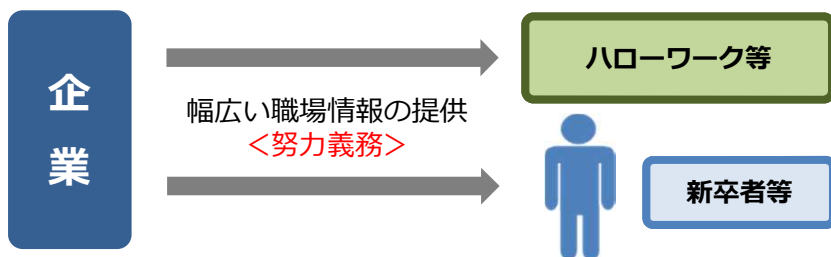 企業
ハローワーク等
幅広い職場情報の提供
＜努力義務＞
新卒者等